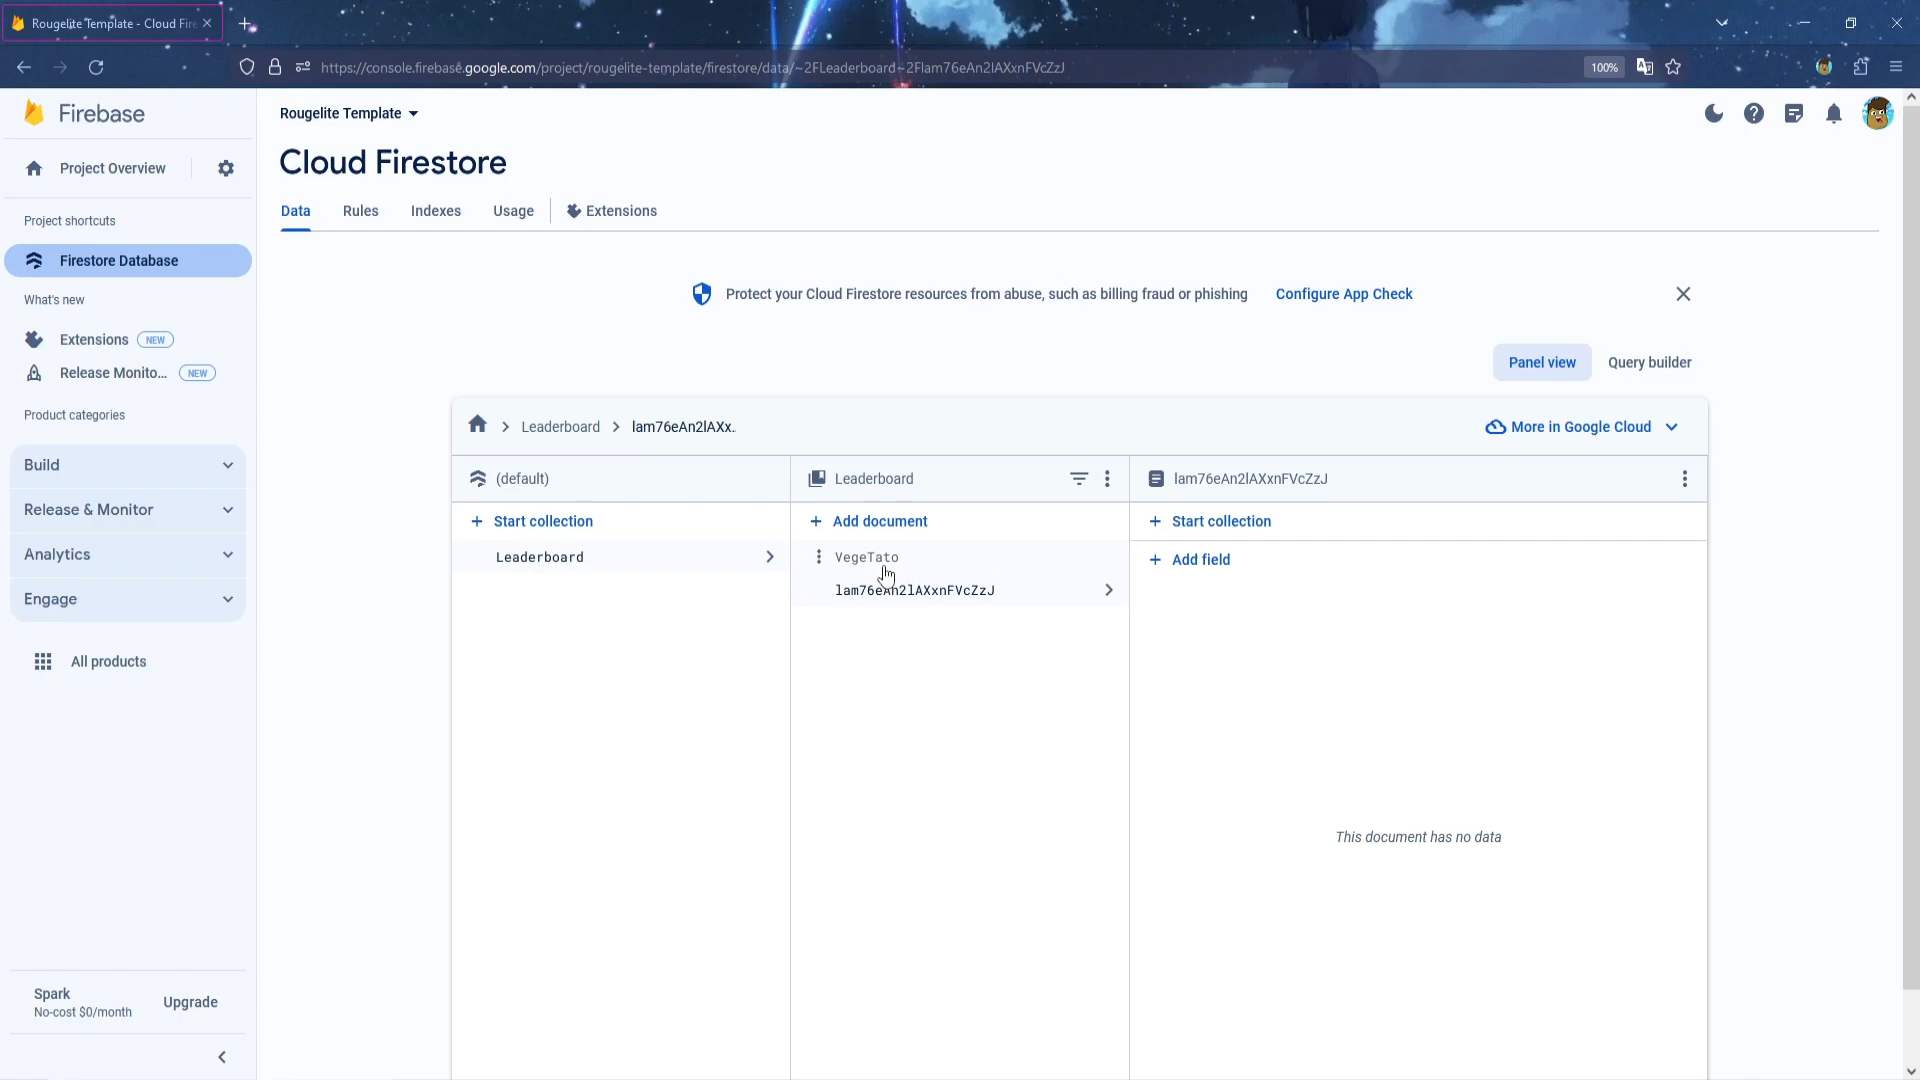 Rougelite Template - Cloud Fire
https://console.firebase.google.com/project/rougelite-template/firestore/data/~2FLeaderboard~2Flam76eAn2lAXxnFVcZzJ
100%
Firebase
Rougelite Template
Project Overview
Cloud Firestore
Data
Rules
Indexes
Usage
Extensions
Project shortcuts
Firestore Database
What's new
Extensions
NEW
Release Monito...
NEW
Product categories
Build
Release & Monitor
Analytics
Engage
All products
Spark
No-cost $0/month
Upgrade
Protect your Cloud Firestore resources from abuse, such as billing fraud or phishing
Configure App Check
Panel view
Query builder
Leaderboard
lam76eAn2lAXx..
More in Google Cloud
(default)
Leaderboard
lam76eAn2lAXxnFVcZzJ
Start collection
Add document
Start collection
Leaderboard
VegeTato
lam76eAn2lAXxnFVcZzJ
Add field
This document has no data